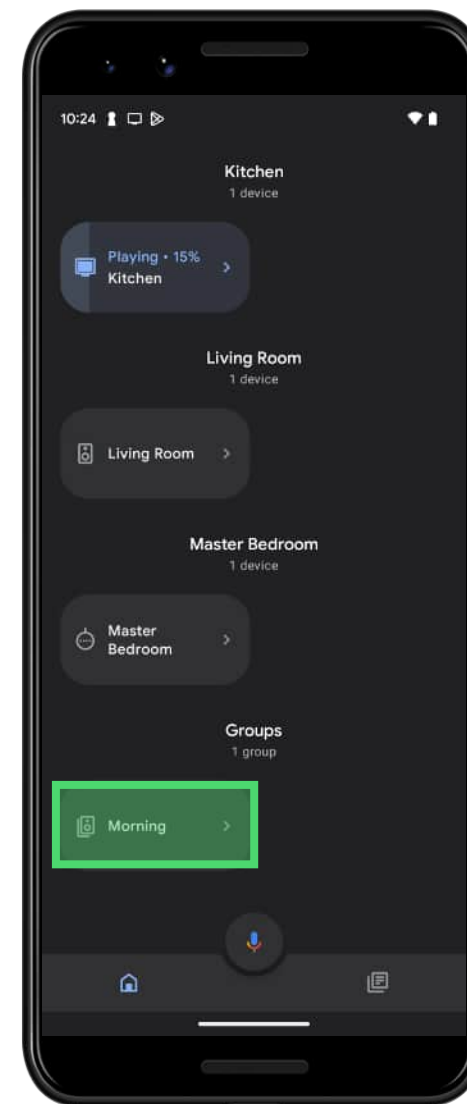 10:24
Kitchen
1 device
Playing • 15%
Kitchen
Living Room
1 device
Living Room
Master Bedroom
1 device
Master
Bedroom
Groups
1 group
Morning